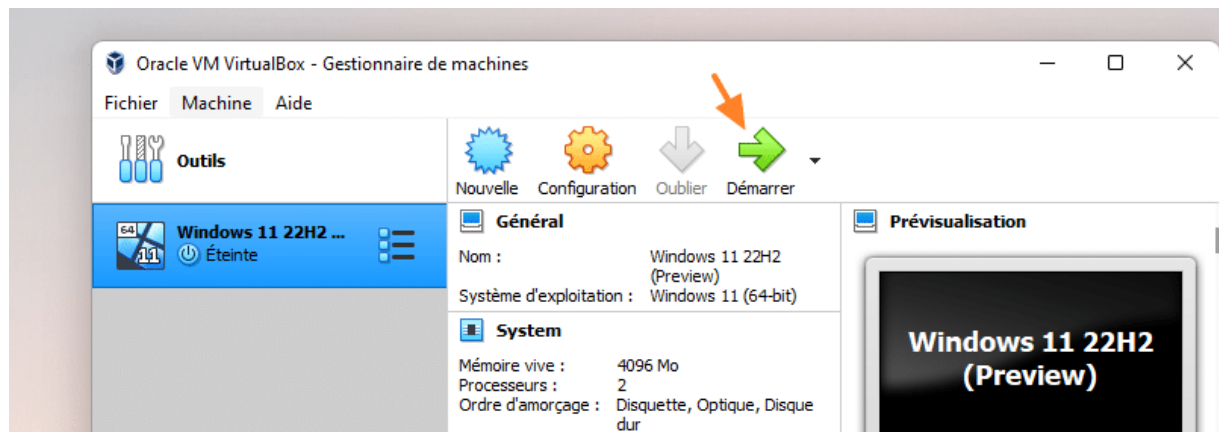 Oracle VM VirtualBox - Gestionnaire de machines
Fichier Machine Aide
Outils
Nouvelle Configuration Oublier Démarrer
64
11
Windows 11 22H2 ...
Éteinte
Général
Nom : Windows 11 22H2
(Preview)
Système d'exploitation : Windows 11 (64-bit)
System
Mémoire vive : 4096 Mo
Processeurs : 2
Ordre d'amorçage : Disquette, Optique, Disque
dur
Prévisualisation
Windows 11 22H2
(Preview)